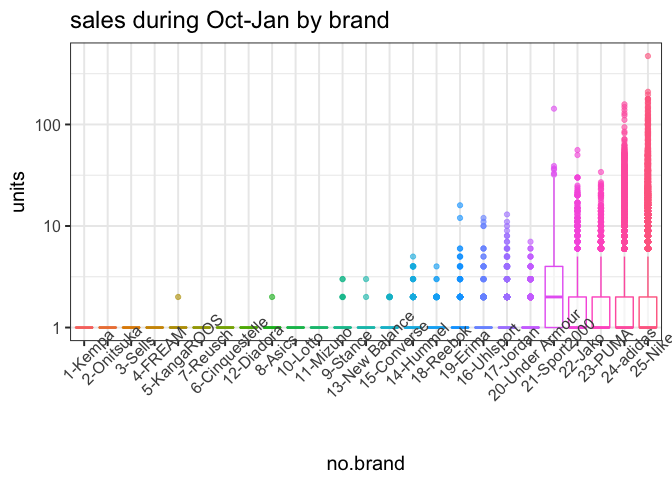 sales during Oct-Jan by brand
units
100
10
1
1-Kempa
2-Onitsuka
3-Sells
4-FREAM
5-KangaROOS
7-Reusch
6-Cinquestelle
12-Diadora
8-Asics
10-Lotto
11-Mizuno
9-Stance
13-New Balance
15-Converse
14-Hummel
18-Reebok
19-Erima
16-Uhlsport
17-Jordan
20-Under Armour
21-Sport2000
22-Jako
23-PUMA
24-adidas
25-Nike
no.brand